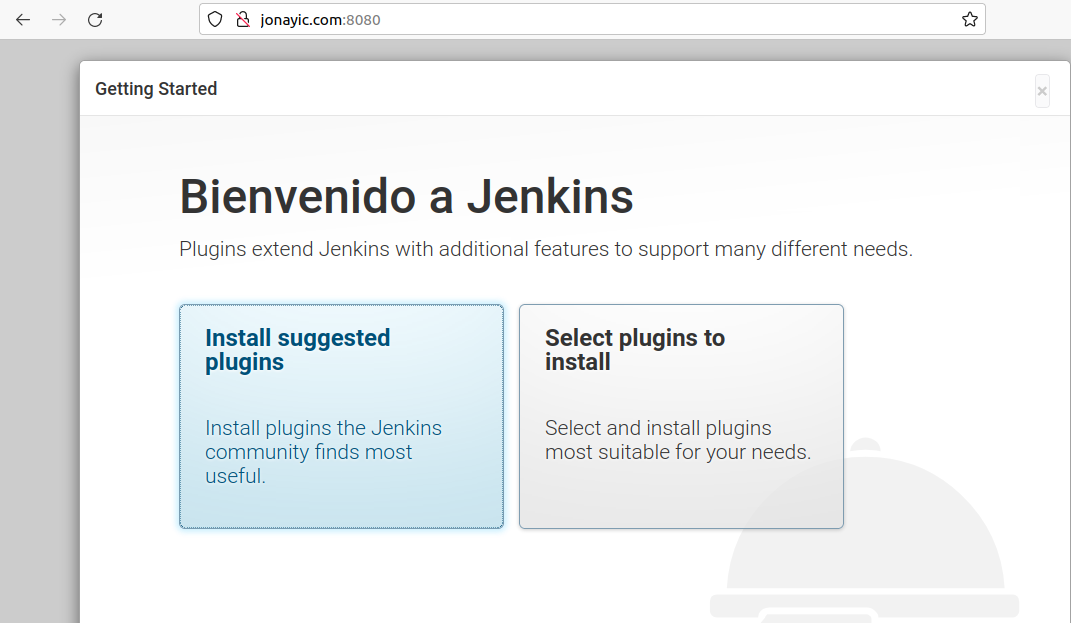 jonayic.com:8080
Getting Started
×
Bienvenido a Jenkins
Plugins extend Jenkins with additional features to support many different needs.
Install suggested
plugins
Install plugins the Jenkins
community finds most
useful.
Select plugins to
install
Select and install plugins
most suitable for your needs.